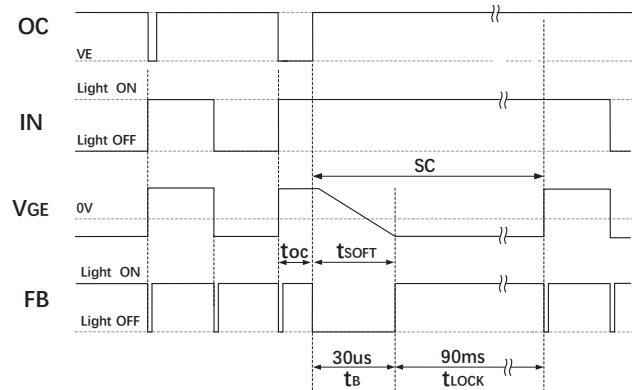 OC
VE
Light ON
IN
Light OFF
SC
VGE
0V
toc
tSOFT
Light ON
FB
Light OFF
30us
90ms
tB
tLOCK